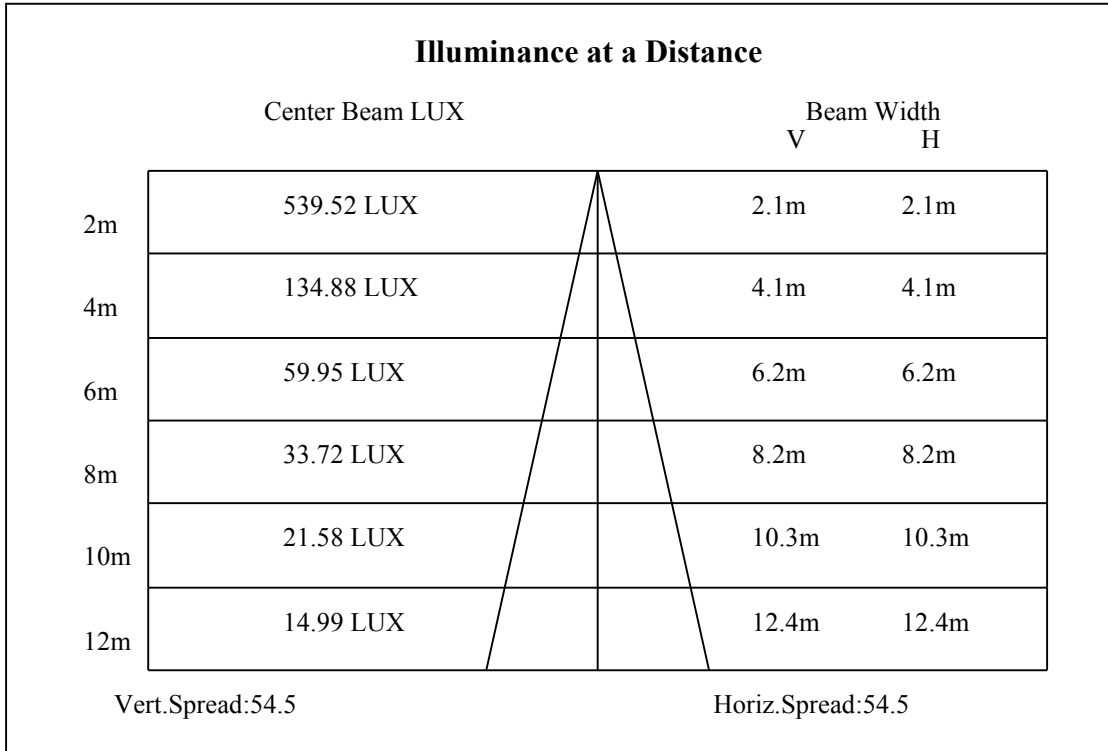 Illuminance at a Distance
Center Beam LUX Beam Width
V H
2m 539.52 LUX 2.1m 2.1m
4m 134.88 LUX 4.1m 4.1m
6m 59.95 LUX 6.2m 6.2m
8m 33.72 LUX 8.2m 8.2m
10m 21.58 LUX 10.3m 10.3m
12m 14.99 LUX 12.4m 12.4m
Vert.Spread:54.5 Horiz.Spread:54.5